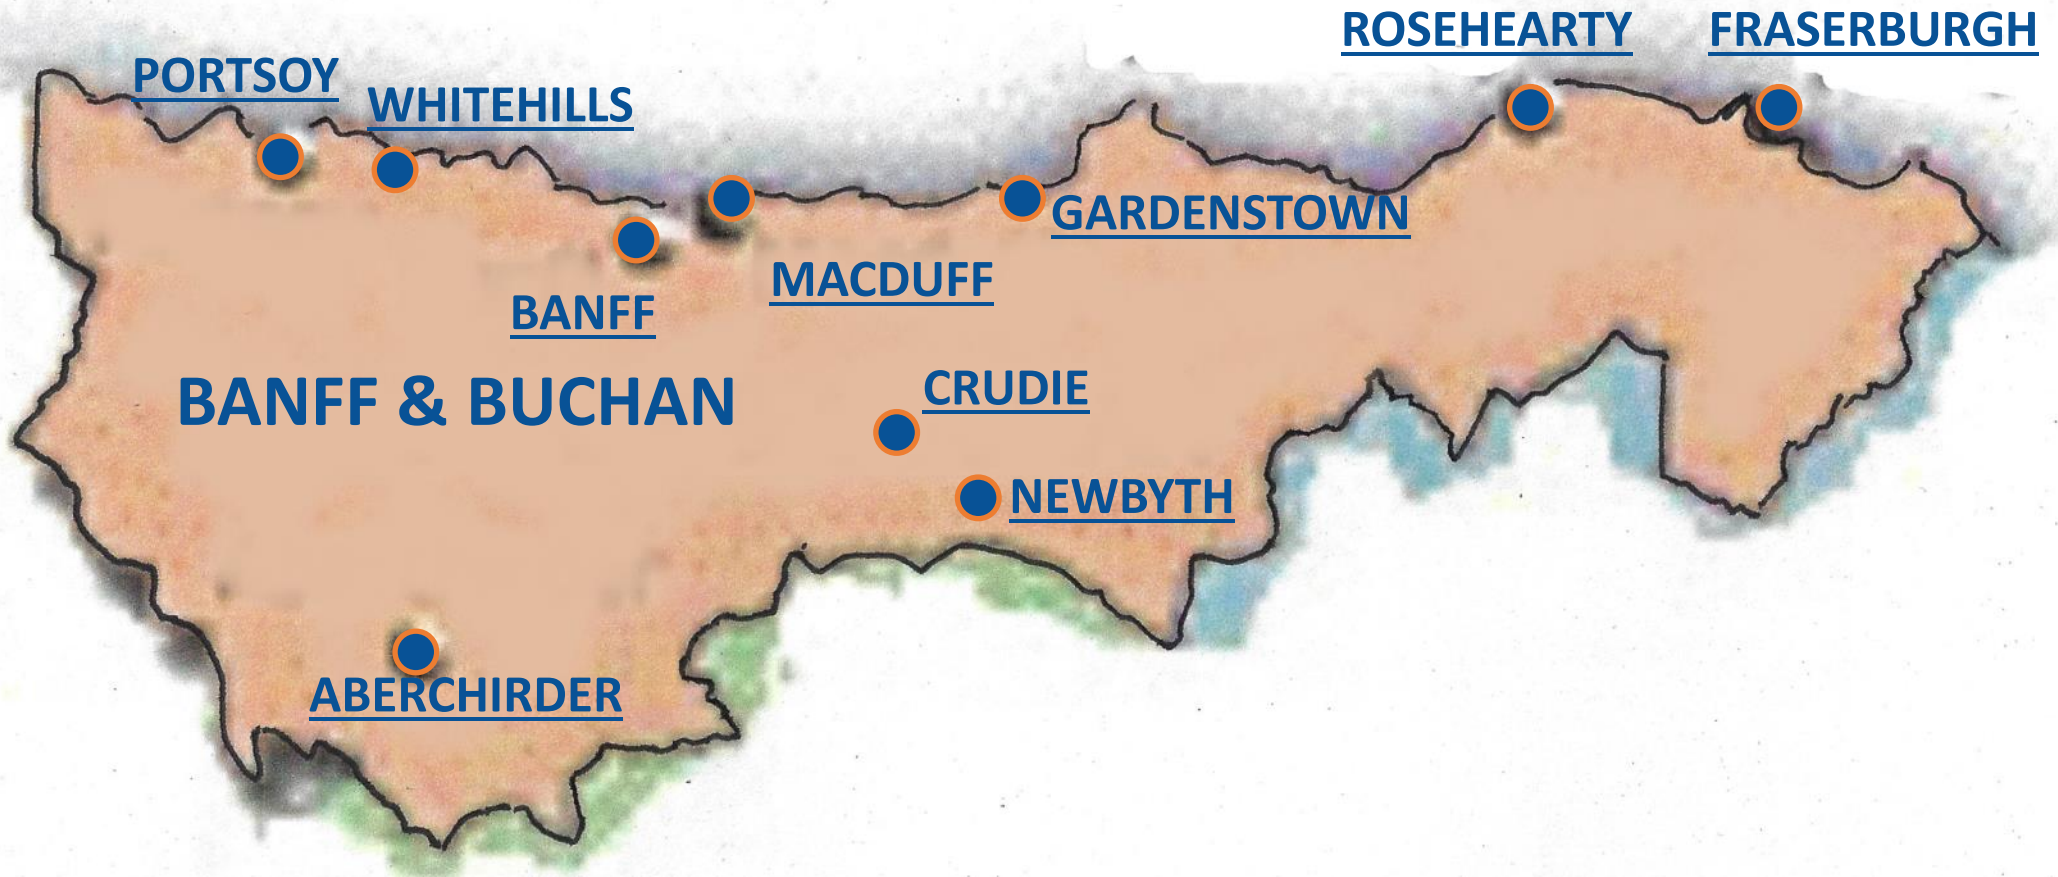 ROSEHEARTY
FRASERBURGH
PORTSOY
WHITEHILLS
GARDENSTOWN
MACDUFF
BANFF
BANFF & BUCHAN
CRUDIE
NEWBYTH
ABERCHIRDER